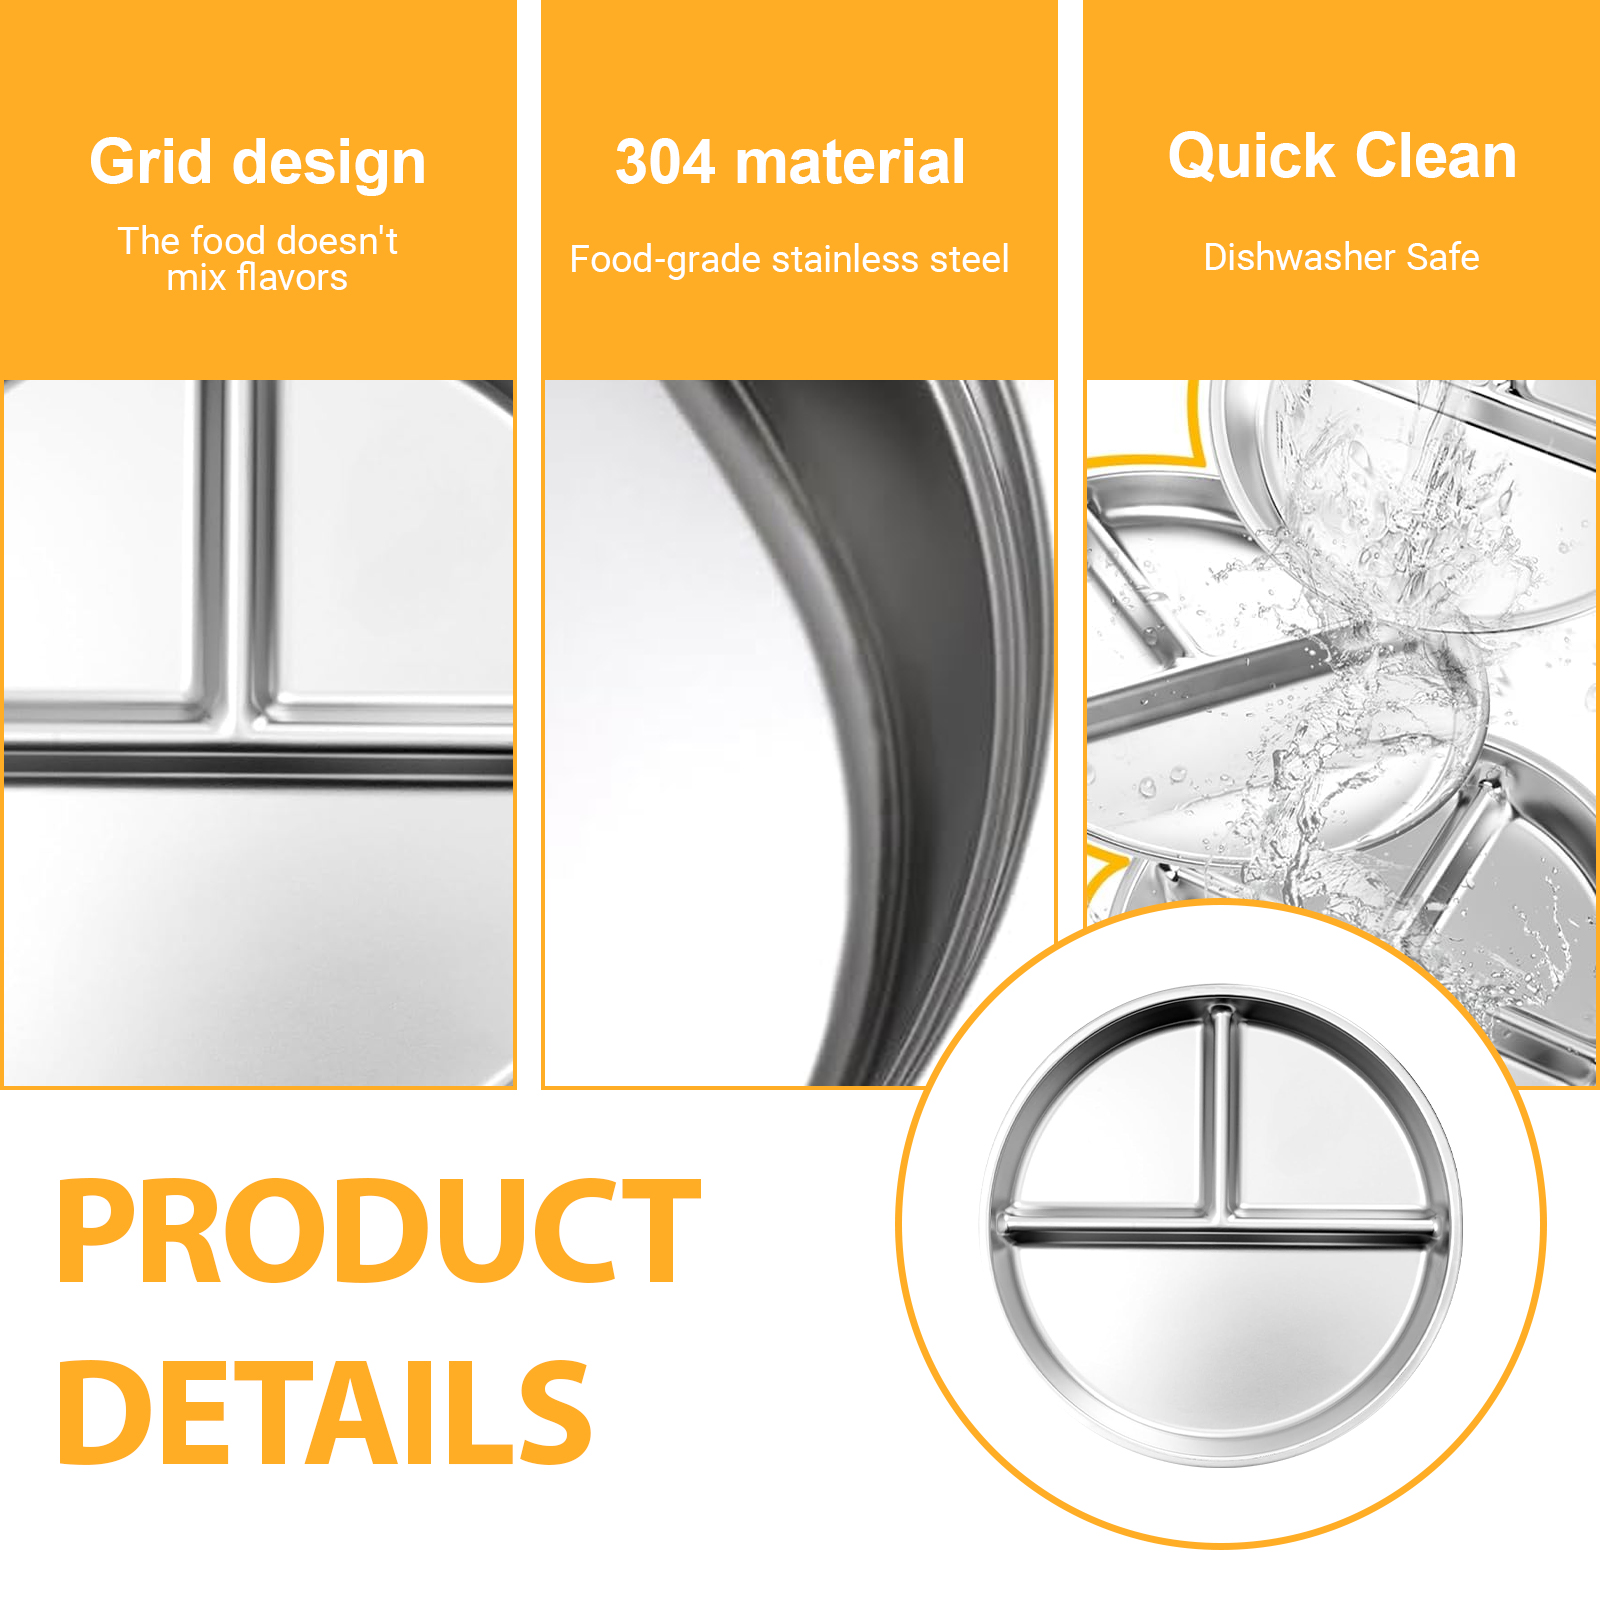 Grid design
The food doesn't
mix flavors
304 material
Food-grade stainless steel
Quick Clean
Dishwasher Safe
PRODUCT
DETAILS